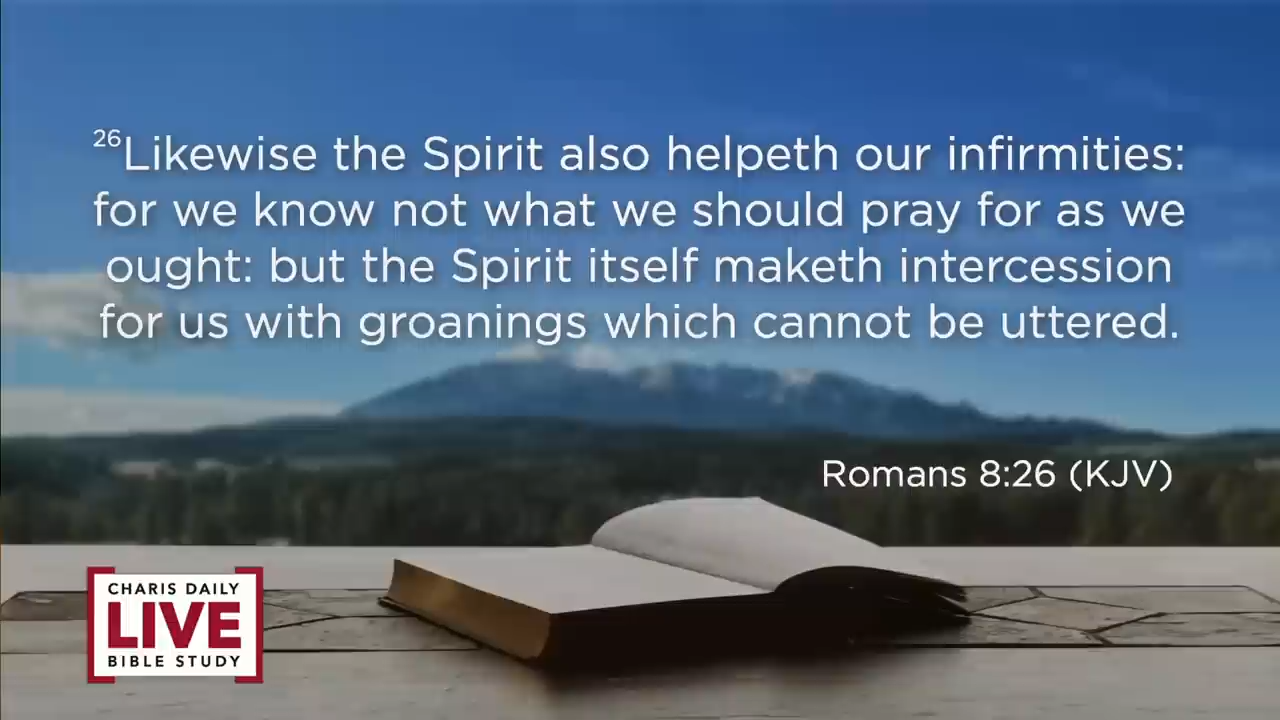 26Likewise the Spirit also helpeth our infirmities:
for we know not what we should pray for as we
ought: but the Spirit itself maketh intercession
for us with groanings which cannot be uttered.
Romans 8:26 (KJV)
CHARIS DAILY
LIVE
BIBLE STUDY